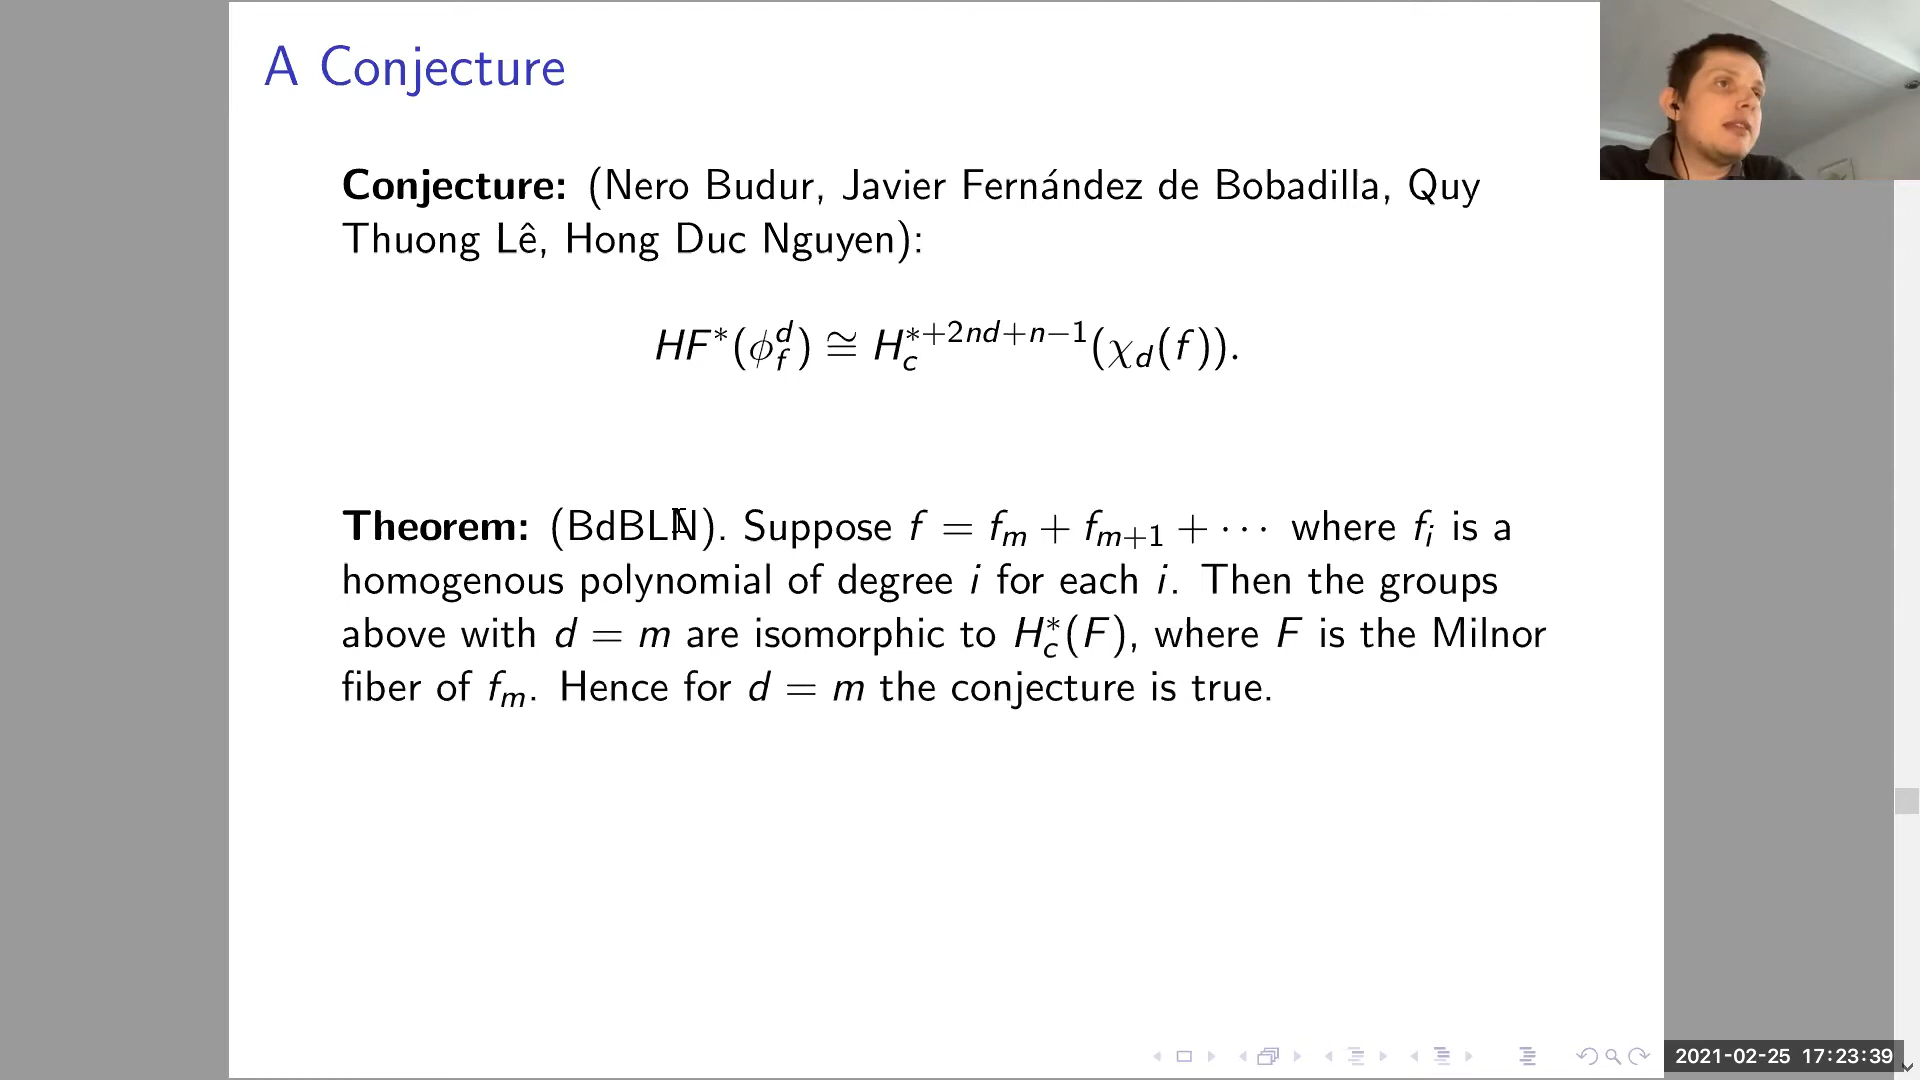 A Conjecture
Conjecture: (Nero Budur, Javier Fernández de Bobadilla, Quy
Thuong Lê, Hong Duc Nguyen):
HF*(ϕ_f^d) ≅ H_c^{*+2nd+n−1}(χ_d(f)).
Theorem: (BdBLN). Suppose f = f_m + f_{m+1} + ⋯ where f_i is a
homogenous polynomial of degree i for each i. Then the groups
above with d = m are isomorphic to H_c^*(F), where F is the Milnor
fiber of f_m. Hence for d = m the conjecture is true.
2021-02-25 17:23:39